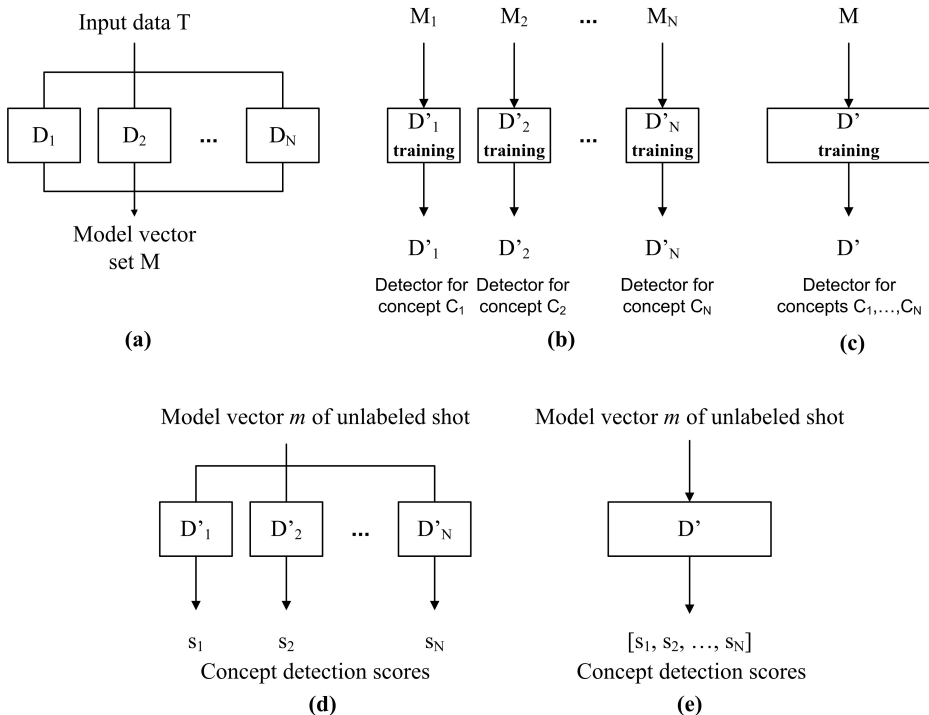 Input data T
D1 D2 ... DN
Model vector
set M
(a)
M1 M2 ... MN
D'1 D'2 D'N
training training ... training
D'1 D'2 D'N
Detector for Detector for Detector for
concept C1 concept C2 concept CN
(b)
M
D'
training
D'
Detector for
concepts C1,...,CN
(c)
Model vector m of unlabeled shot
D'1 D'2 ... D'N
s1 s2 sN
Concept detection scores
(d)
Model vector m of unlabeled shot
D'
[s1, s2, …, sN]
Concept detection scores
(e)